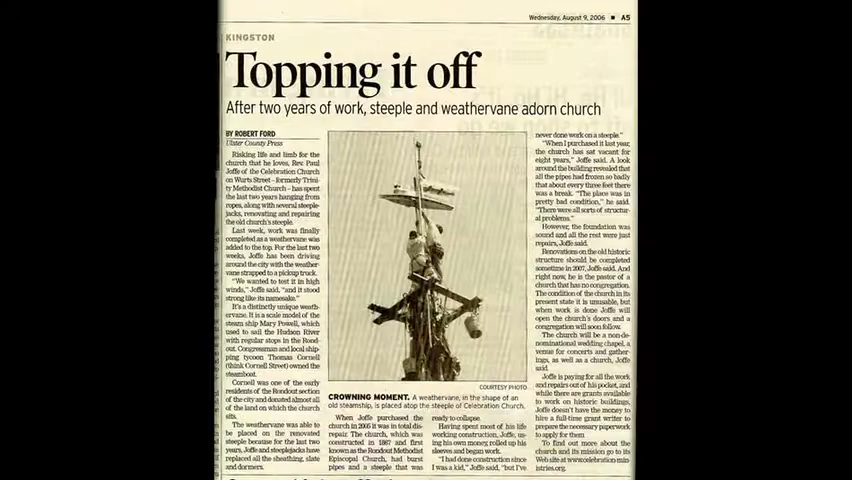 Wednesday, August 9, 2006 ■ A5
KINGSTON
Topping it off
After two years of work, steeple and weathervane adorn church
BY ROBERT FORD
Ulster County Press
Risking life and limb for the
church that he loves, Rev. Paul
Joffe of the Celebration Church
on Wurts Street – formerly Trini-
ty Methodist Church – has spent
the last two years hanging from
ropes, along with several steeple-
jacks, renovating and repairing
the old church's steeple.
Last week, work was finally
completed as a weathervane was
added to the top. For the last two
weeks, Joffe has been driving
around the city with the weather-
vane strapped to a pickup truck.
"We wanted to test it in high
winds," Joffe said, "and it stood
strong like its namesake."
It's a distinctly unique weath-
ervane. It is a scale model of the
steam ship Mary Powell, which
used to sail the Hudson River
with regular stops in the Rond-
out. Congressman and local ship-
ping tycoon Thomas Cornell
(think Cornell Street) owned the
steamboat.
Cornell was one of the early
residents of the Rondout section
of the city and donated almost all
of the land on which the church
sits.
The weathervane was able to
be placed on the renovated
steeple because for the last two
years, Joffe and steeplejacks have
replaced all the sheathing, slate
and dormers.
COURTESY PHOTO
CROWNING MOMENT. A weathervane, in the shape of an
old steamship, is placed atop the steeple of Celebration Church.
When Joffe purchased the
church in 2005 it was in total dis-
repair. The church, which was
constructed in 1867 and first
known as the Rondout Methodist
Episcopal Church, had burst
pipes and a steeple that was
ready to collapse.
Having spent most of his life
working construction, Joffe, us-
ing his own money, rolled up his
sleeves and began work.
"I had done construction since
I was a kid," Joffe said, "but I've
never done work on a steeple."
"When I purchased it last year,
the church has sat vacant for
eight years," Joffe said. A look
around the building revealed that
all the pipes had frozen so badly
that about every three feet there
was a break. "The place was in
pretty bad condition," he said.
"There were all sorts of structur-
al problems."
However, the foundation was
sound and all the rest were just
repairs, Joffe said.
Renovations on the old historic
structure should be completed
sometime in 2007, Joffe said. And
right now, he is the pastor of a
church that has no congregation.
The condition of the church in its
present state it is unusable, but
when work is done Joffe will
open the church's doors and a
congregation will soon follow.
The church will be a non-de-
nominational wedding chapel, a
venue for concerts and gather-
ings, as well as a church, Joffe
said.
Joffe is paying for all the work
and repairs out of his pocket, and
while there are grants available
to work on historic buildings,
Joffe doesn't have the money to
hire a full-time grant writer to
prepare the necessary paperwork
to apply for them
To find out more about the
church and its mission go to its
Web site at www.celebration-min-
istries.org.